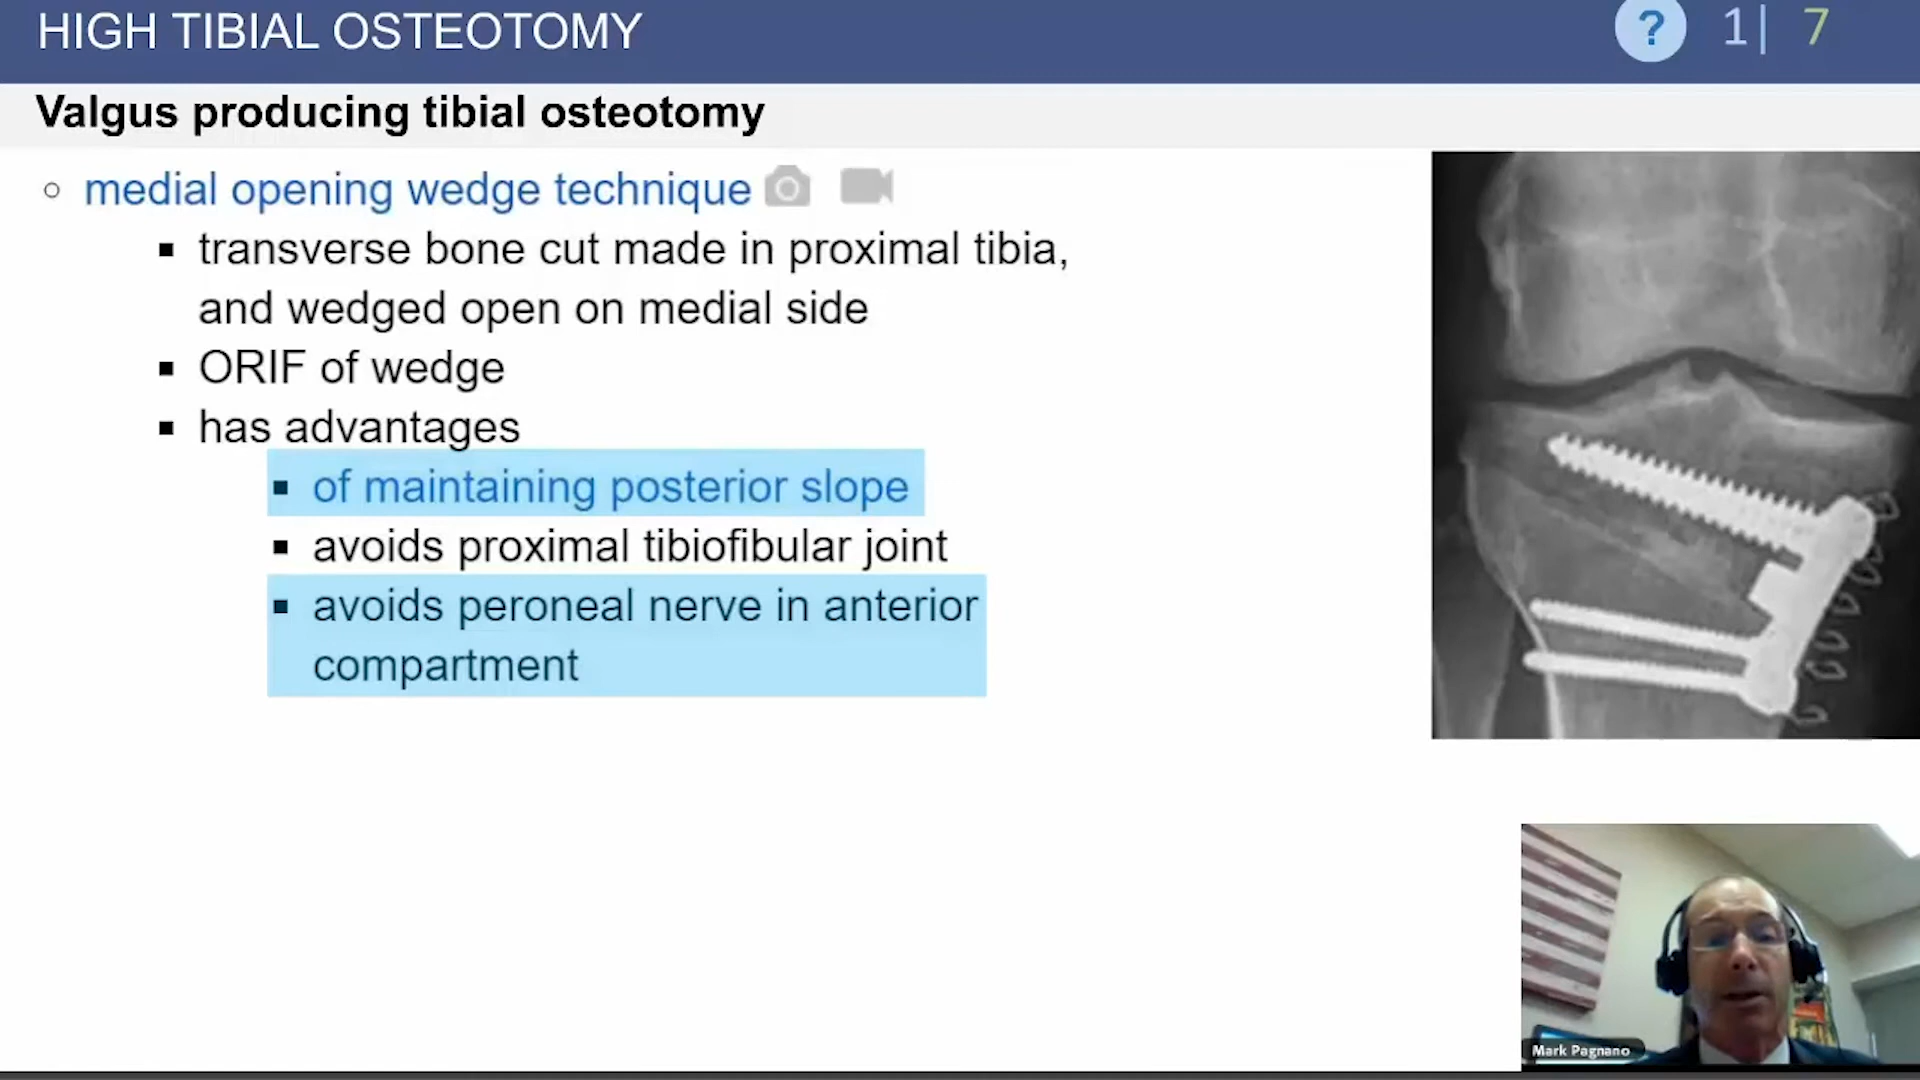 HIGH TIBIAL OSTEOTOMY
? 1| 7
Valgus producing tibial osteotomy
medial opening wedge technique
transverse bone cut made in proximal tibia,
and wedged open on medial side
ORIF of wedge
has advantages
of maintaining posterior slope
avoids proximal tibiofibular joint
avoids peroneal nerve in anterior
compartment
Mark Pagnano